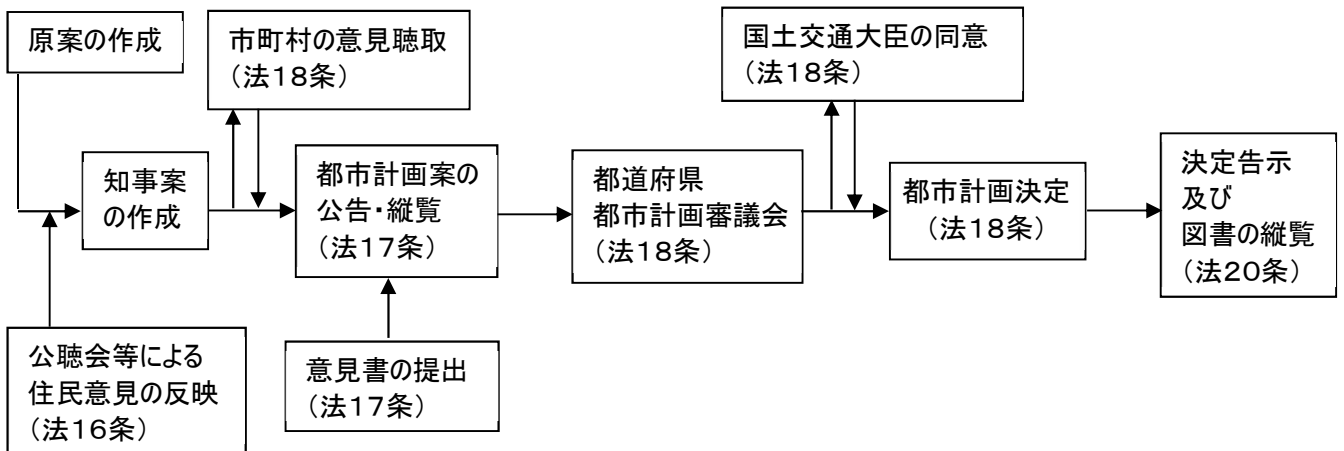 原案の作成
市町村の意見聴取
（法１８条）
国土交通大臣の同意
（法１８条）
知事案
の作成
都市計画案の
公告・縦覧
（法１７条）
都道府県
都市計画審議会
（法１８条）
都市計画決定
（法１８条）
決定告示
及び
図書の縦覧
（法２０条）
公聴会等による
住民意見の反映
（法１６条）
意見書の提出
（法１７条）